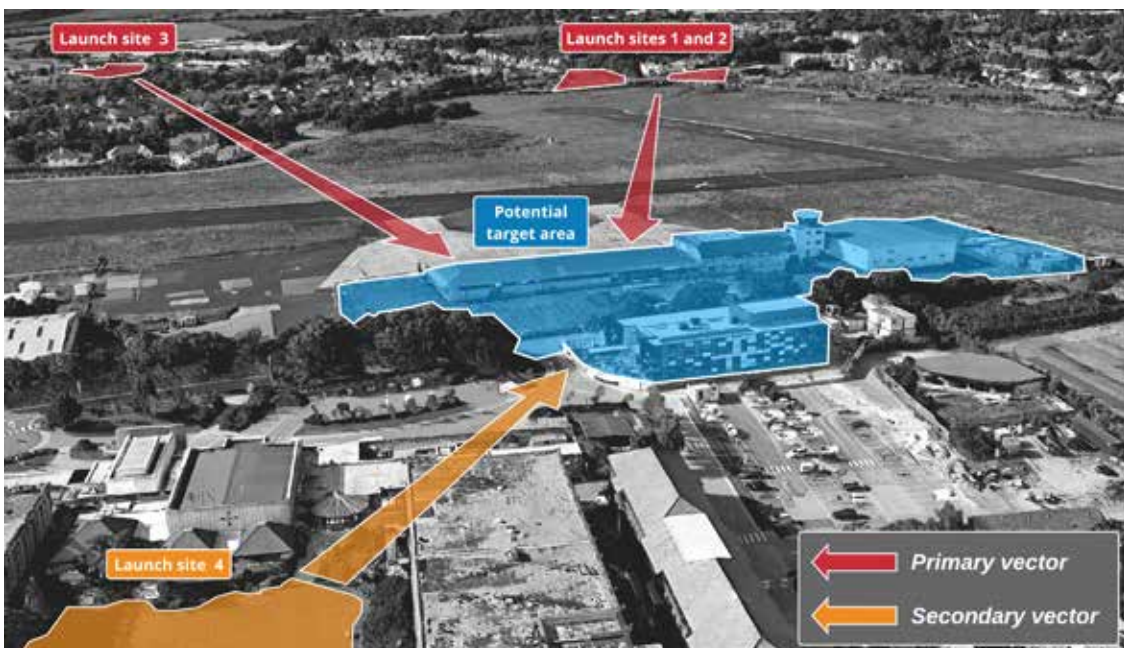 Launch site 3
Launch sites 1 and 2
Potential
target area
Launch site 4
Primary vector
Secondary vector